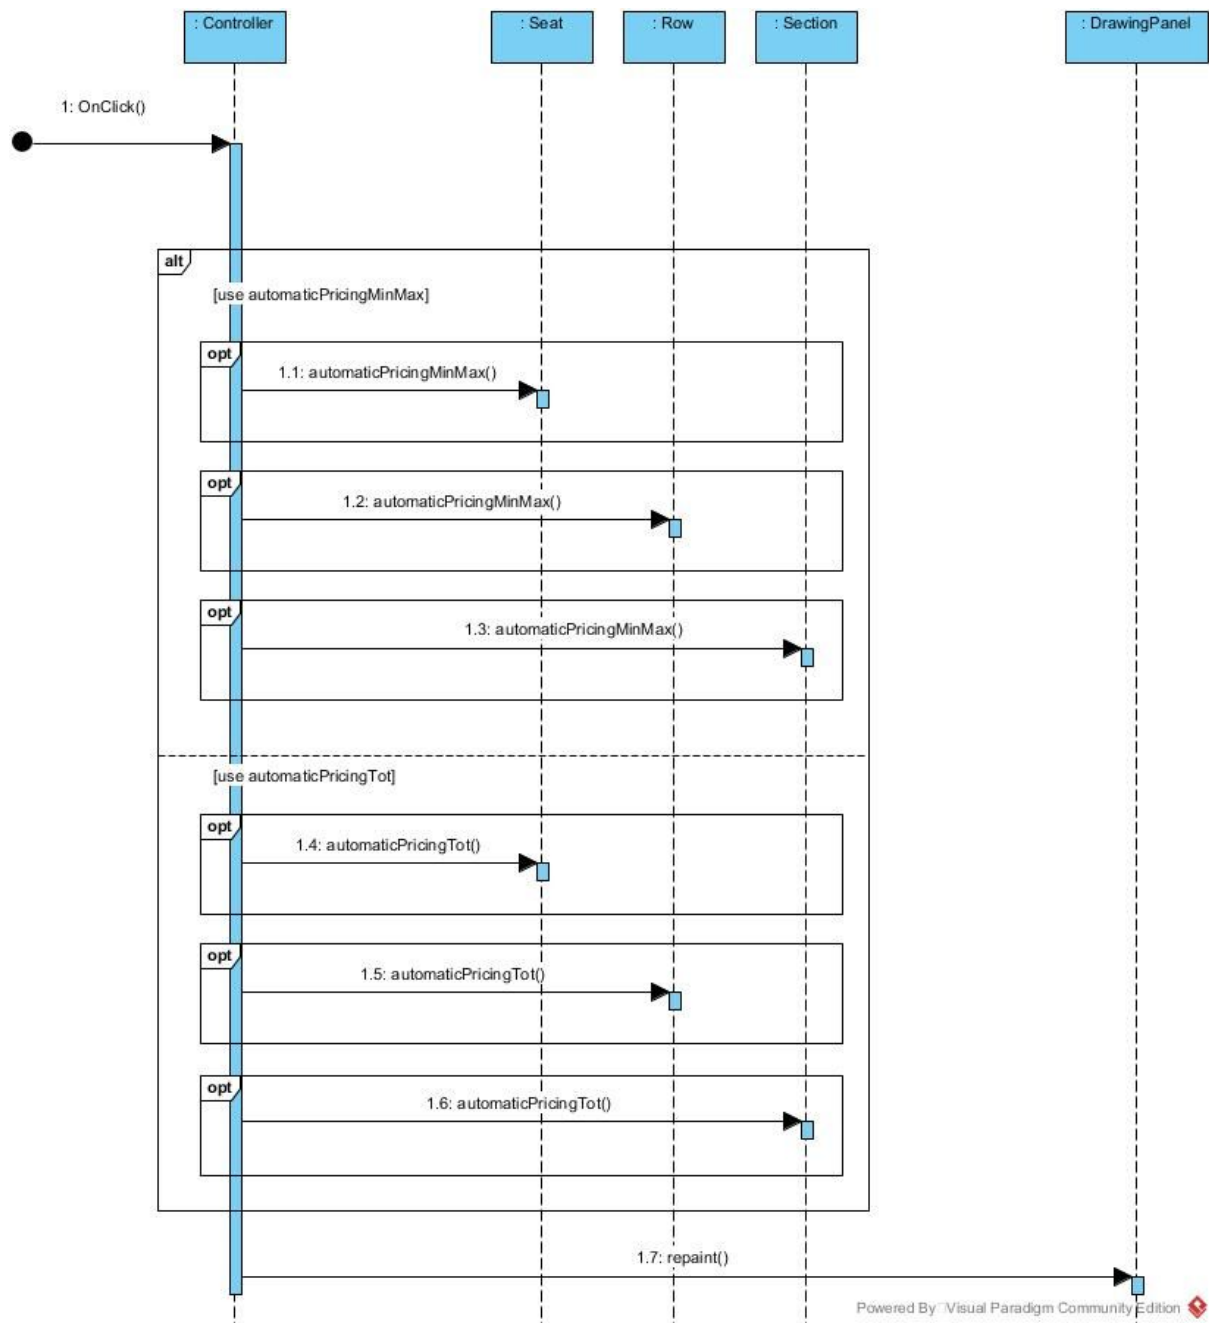 : Controller
: Seat
: Row
: Section
: DrawingPanel
1: OnClick()
alt
[use automaticPricingMinMax]
opt
1.1: automaticPricingMinMax()
opt
1.2: automaticPricingMinMax()
opt
1.3: automaticPricingMinMax()
[use automaticPricingTot]
opt
1.4: automaticPricingTot()
opt
1.5: automaticPricingTot()
opt
1.6: automaticPricingTot()
1.7: repaint()
Powered By Visual Paradigm Community Edition